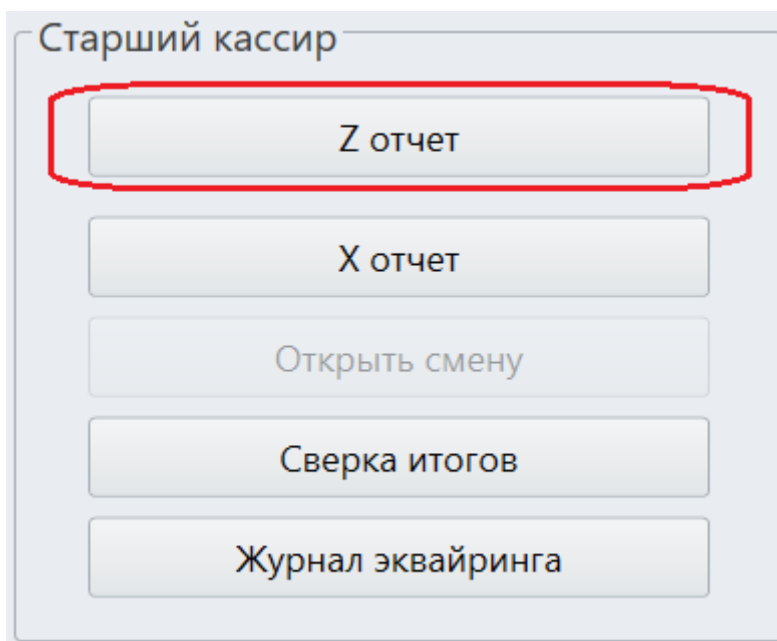 Старший кассир
Z отчет
X отчет
Открыть смену
Сверка итогов
Журнал эквайринга